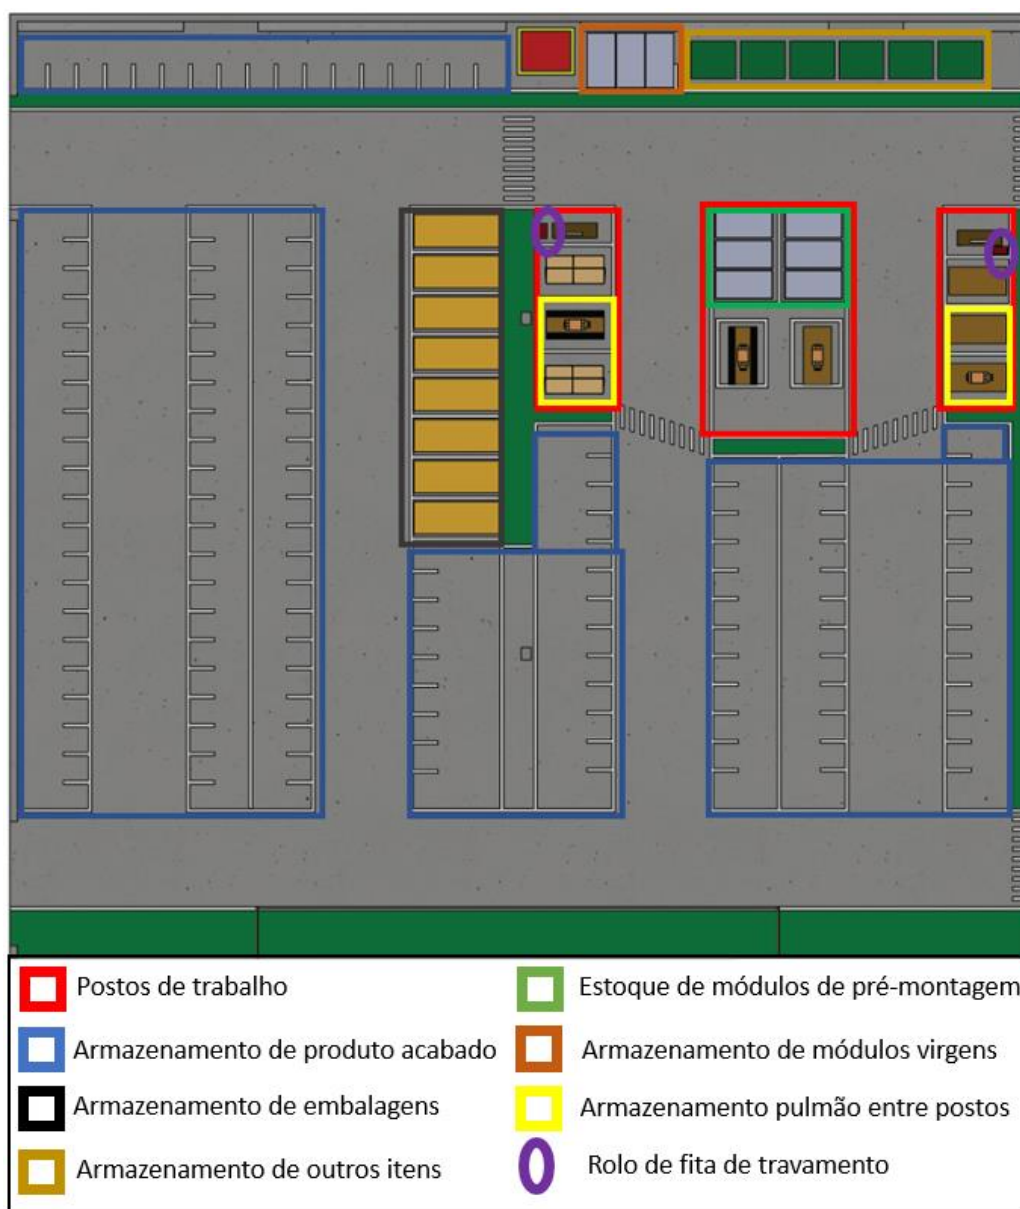 Postos de trabalho
Estoque de módulos de pré-montagem
Armazenamento de produto acabado
Armazenamento de módulos virgens
Armazenamento de embalagens
Armazenamento pulmão entre postos
Armazenamento de outros itens
Rolo de fita de travamento